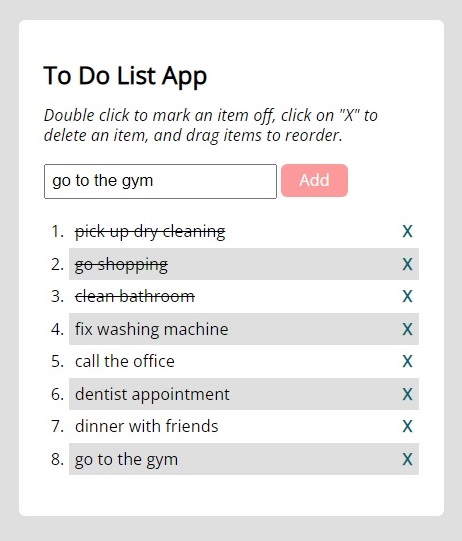 To Do List App
Double click to mark an item off, click on "X" to
delete an item, and drag items to reorder.
go to the gym Add
1. pick up dry cleaning X
2. go shopping X
3. clean bathroom X
4. fix washing machine X
5. call the office X
6. dentist appointment X
7. dinner with friends X
8. go to the gym X